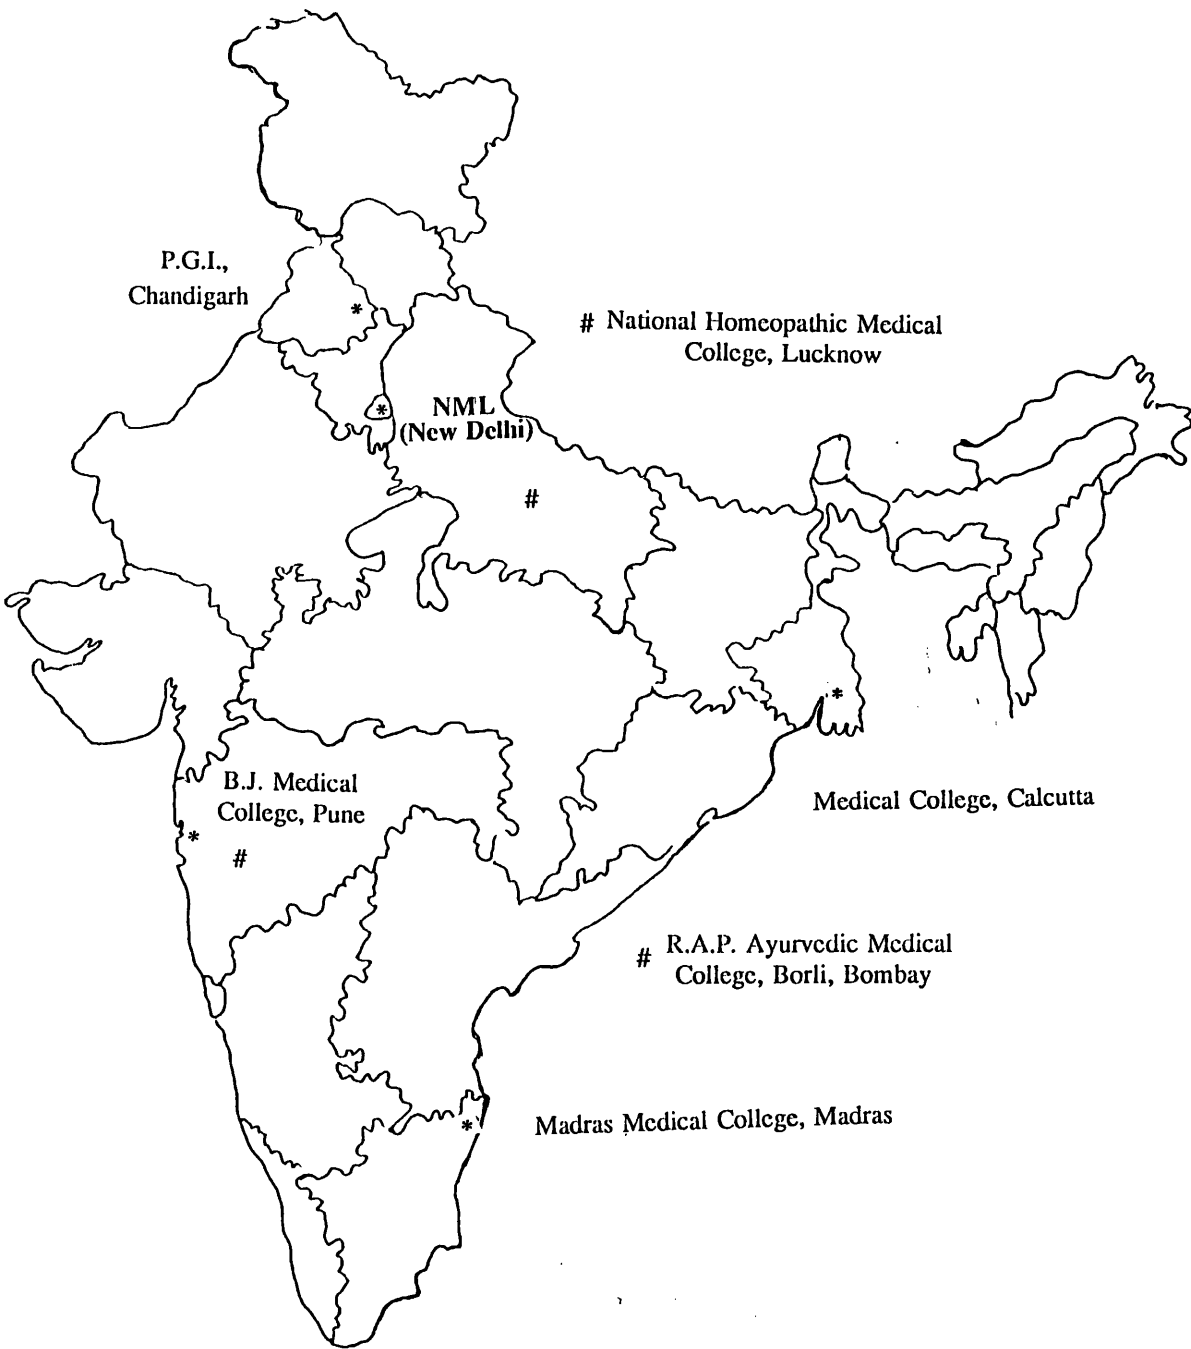 P.G.I.,
Chandigarh
*
# National Homeopathic Medical
College, Lucknow
*
NML
(New Delhi)
#
*
B.J. Medical
College, Pune
Medical College, Calcutta
*
#
# R.A.P. Ayurvedic Medical
College, Borli, Bombay
*
Madras Medical College, Madras